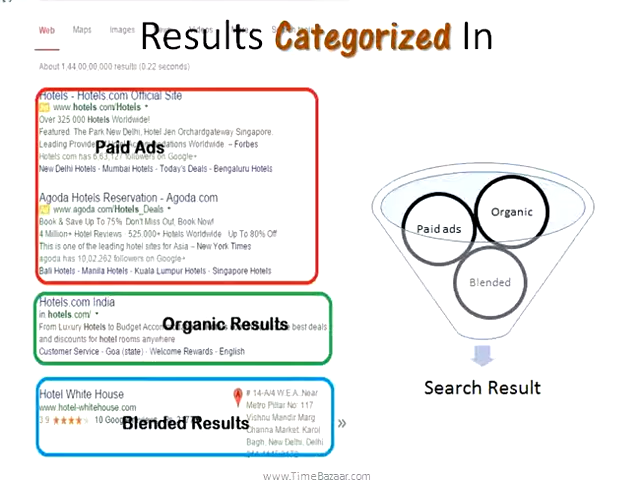 Results Categorized In
Web Maps Images
About 1,44,00,00,000 results (0.22 seconds)
Hotels - Hotels.com Official Site
www.hotels.com/Hotels
Over 325 000 Hotels Worldwide!
Featured: The Park New Delhi, Hotel Jen Orchardgateway Singapore.
Leading Provider Worldwide – Forbes
Paid Ads
Hotels.com has 6,63,127 followers on Google+
New Delhi Hotels - Mumbai Hotels - Today's Deals - Bengaluru Hotels
Agoda Hotels Reservation - Agoda.com
Ad www.agoda.com/Hotels_Deals
Book & Save Up To 75% Don't Miss Out, Book Now!
4 Million+ Hotel Reviews · 525.000+ Hotels Worldwide · Up To 80% Off
This is one of the leading hotel sites for Asia – New York Times
agoda has 10,02,262 followers on Google+
Bali Hotels - Manila Hotels - Kuala Lumpur Hotels - Singapore Hotels
Hotels.com India
in.hotels.com/
From Luxury Hotels to Budget best deals
Organic Results
and discounts for hotel rooms anywhere
Customer Service - Goa (state) - Welcome Rewards - English
Hotel White House
www.hotel-whitehouse.com
3.9 10
Blended Results
# 14-A/4 W.E.A. Near
Metro Pillar No: 117
Vishnu Mandir Marg
Channa Market, Karol
Bagh, New Delhi, Delhi
»
Paid ads
Organic
Blended
Search Result
www.TimeBazaar.com